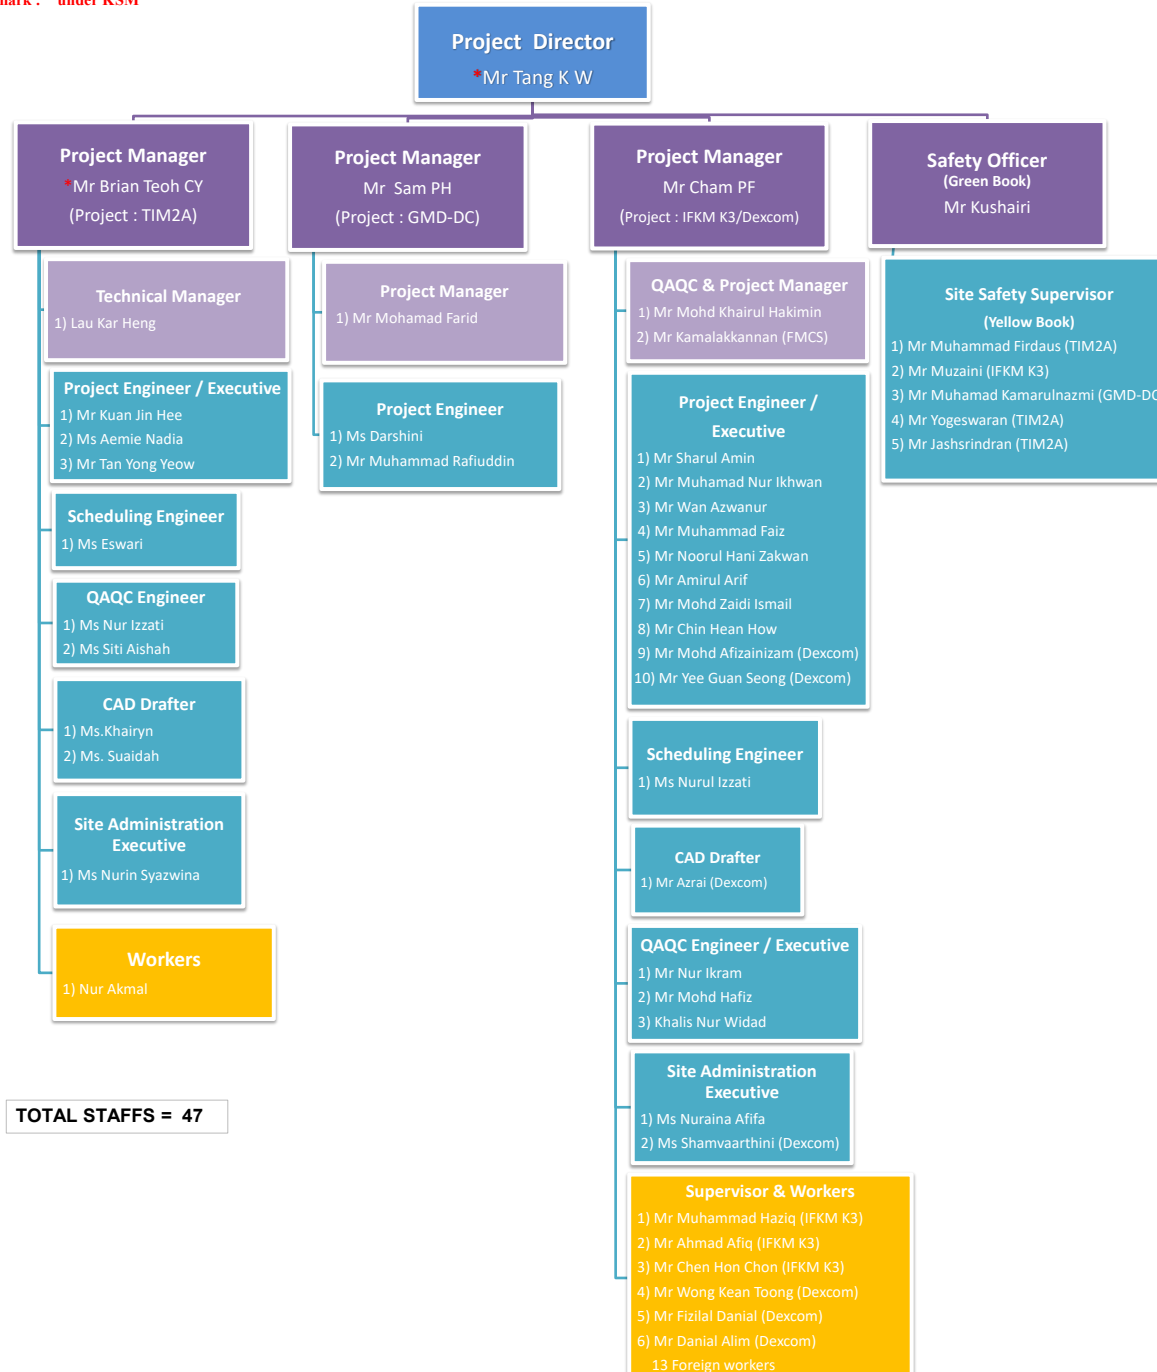 mark : under KSM
Project Director
*Mr Tang K W
Project Manager
*Mr Brian Teoh CY
(Project : TIM2A)
Technical Manager
1) Lau Kar Heng
Project Engineer / Executive
1) Mr Kuan Jin Hee
2) Ms Aemie Nadia
3) Mr Tan Yong Yeow
Scheduling Engineer
1) Ms Eswari
QAQC Engineer
1) Ms Nur Izzati
2) Ms Siti Aishah
CAD Drafter
1) Ms.Khairyn
2) Ms. Suaidah
Site Administration
Executive
1) Ms Nurin Syazwina
Workers
1) Nur Akmal
TOTAL STAFFS = 47
Project Manager
Mr Sam PH
(Project : GMD-DC)
Project Manager
1) Mr Mohamad Farid
Project Engineer
1) Ms Darshini
2) Mr Muhammad Rafiuddin
Project Manager
Mr Cham PF
(Project : IFKM K3/Dexcom)
QAQC & Project Manager
1) Mr Mohd Khairul Hakimin
2) Mr Kamalakkannan (FMCS)
Project Engineer /
Executive
1) Mr Sharul Amin
2) Mr Muhamad Nur Ikhwan
3) Mr Wan Azwanur
4) Mr Muhammad Faiz
5) Mr Noorul Hani Zakwan
6) Mr Amirul Arif
7) Mr Mohd Zaidi Ismail
8) Mr Chin Hean How
9) Mr Mohd Afizainizam (Dexcom)
10) Mr Yee Guan Seong (Dexcom)
Scheduling Engineer
1) Ms Nurul Izzati
CAD Drafter
1) Mr Azrai (Dexcom)
QAQC Engineer / Executive
1) Mr Nur Ikram
2) Mr Mohd Hafiz
3) Khalis Nur Widad
Site Administration
Executive
1) Ms Nuraina Afifa
2) Ms Shamvaarthini (Dexcom)
Supervisor & Workers
1) Mr Muhammad Haziq (IFKM K3)
2) Mr Ahmad Afiq (IFKM K3)
3) Mr Chen Hon Chon (IFKM K3)
4) Mr Wong Kean Toong (Dexcom)
5) Mr Fizilal Danial (Dexcom)
6) Mr Danial Alim (Dexcom)
13 Foreign workers
Safety Officer
(Green Book)
Mr Kushairi
Site Safety Supervisor
(Yellow Book)
1) Mr Muhammad Firdaus (TIM2A)
2) Mr Muzaini (IFKM K3)
3) Mr Muhamad Kamarulnazmi (GMD-DC
4) Mr Yogeswaran (TIM2A)
5) Mr Jashsrindran (TIM2A)